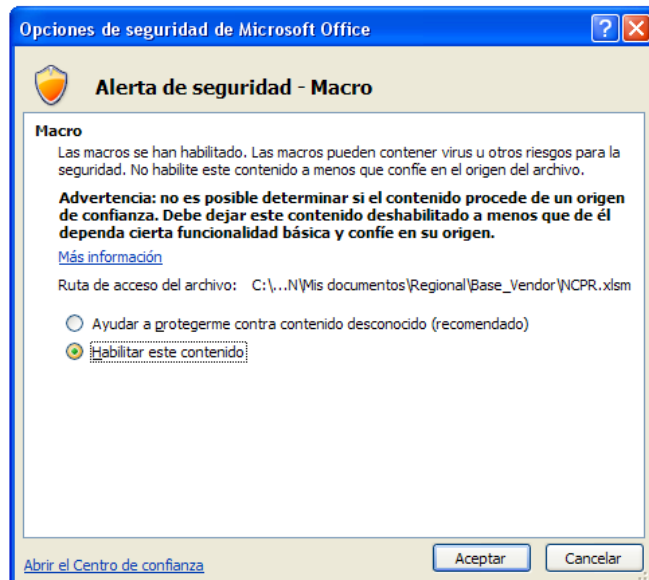 Opciones de seguridad de Microsoft Office
Alerta de seguridad - Macro
Macro
Las macros se han habilitado. Las macros pueden contener virus u otros riesgos para la
seguridad. No habilite este contenido a menos que confíe en el origen del archivo.
Advertencia: no es posible determinar si el contenido procede de un origen
de confianza. Debe dejar este contenido deshabilitado a menos que de él
dependa cierta funcionalidad básica y confíe en su origen.
Más información
Ruta de acceso del archivo: C:\...N\Mis documentos\Regional\Base_Vendor\NCPR.xlsm
Ayudar a protegerme contra contenido desconocido (recomendado)
Habilitar este contenido
Abrir el Centro de confianza
Aceptar
Cancelar